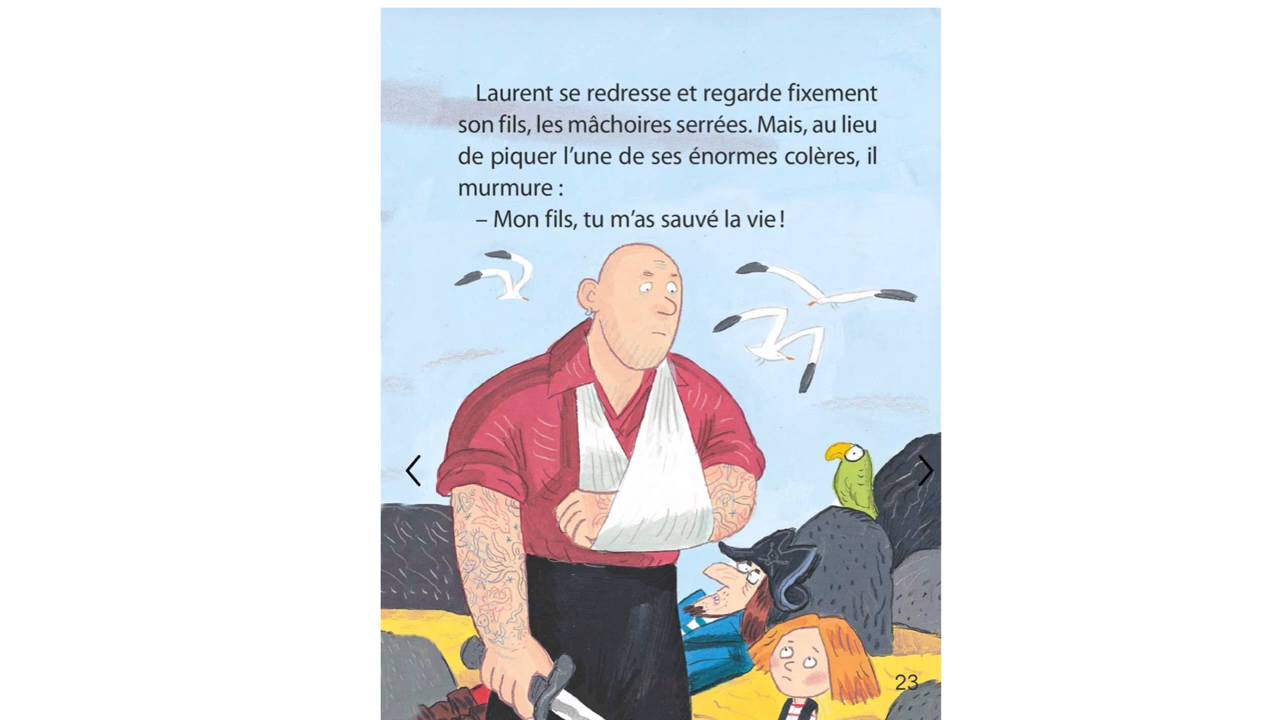 Laurent se redresse et regarde fixement
son fils, les mâchoires serrées. Mais, au lieu
de piquer l’une de ses énormes colères, il
murmure :
– Mon fils, tu m’as sauvé la vie !
23